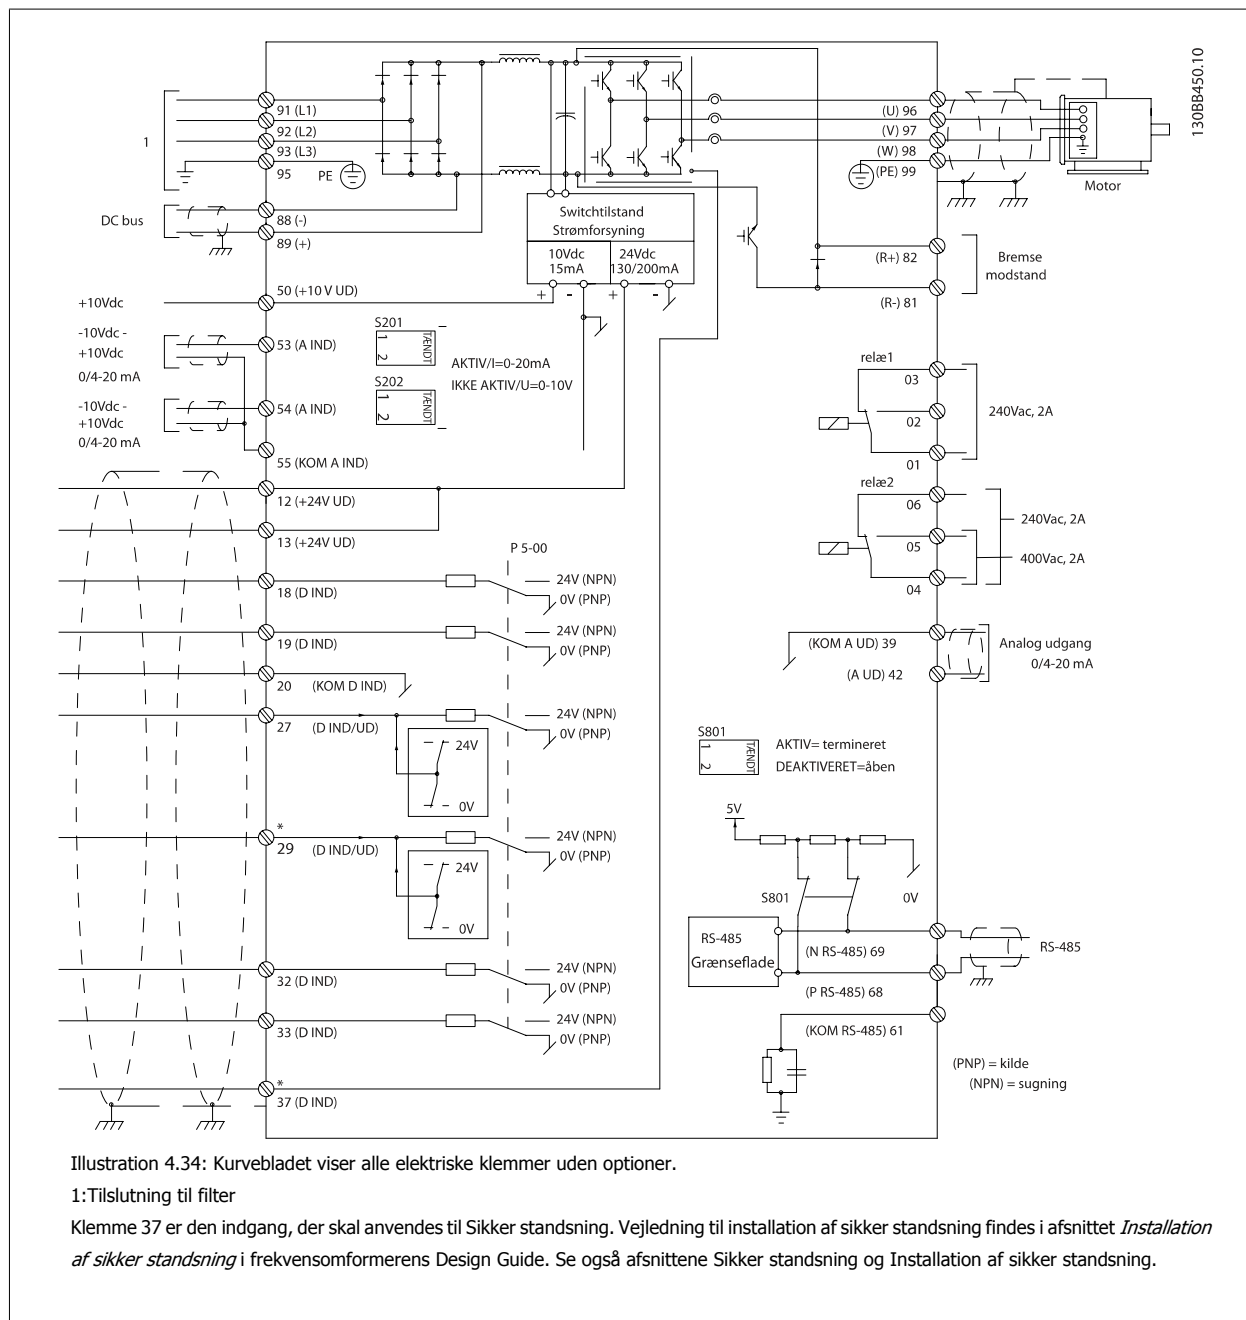 130BB450.10
1
91 (L1)
92 (L2)
93 (L3)
95
PE
DC bus
88 (-)
89 (+)
+10Vdc
50 (+10 V UD)
-10Vdc -
+10Vdc
0/4-20 mA
53 (A IND)
-10Vdc -
+10Vdc
0/4-20 mA
54 (A IND)
55 (KOM A IND)
12 (+24V UD)
13 (+24V UD)
18 (D IND)
19 (D IND)
20 (KOM D IND)
27 (D IND/UD)
*
29 (D IND/UD)
32 (D IND)
33 (D IND)
*
37 (D IND)
Switchtilstand
Strømforsyning
10Vdc
15mA
24Vdc
130/200mA
+ - + -
S201
1
2
TÆNDT
S202
1
2
TÆNDT
AKTIV/I=0-20mA
IKKE AKTIV/U=0-10V
P 5-00
24V (NPN)
0V (PNP)
24V (NPN)
0V (PNP)
24V (NPN)
0V (PNP)
24V
0V
24V (NPN)
0V (PNP)
24V
0V
24V (NPN)
0V (PNP)
24V (NPN)
0V (PNP)
(U) 96
(V) 97
(W) 98
(PE) 99
Motor
(R+) 82
Bremse
modstand
(R-) 81
relæ1
03
02
01
240Vac, 2A
relæ2
06
05
04
240Vac, 2A
400Vac, 2A
(KOM A UD) 39
(A UD) 42
Analog udgang
0/4-20 mA
S801
1
2
TÆNDT
AKTIV= termineret
DEAKTIVERET=åben
5V
S801
0V
RS-485
Grænseflade
(N RS-485) 69
RS-485
(P RS-485) 68
(KOM RS-485) 61
(PNP) = kilde
(NPN) = sugning
Illustration 4.34: Kurvebladet viser alle elektriske klemmer uden optioner.
1:Tilslutning til filter
Klemme 37 er den indgang, der skal anvendes til Sikker standsning. Vejledning til installation af sikker standsning findes i afsnittet Installation
af sikker standsning i frekvensomformerens Design Guide. Se også afsnittene Sikker standsning og Installation af sikker standsning.